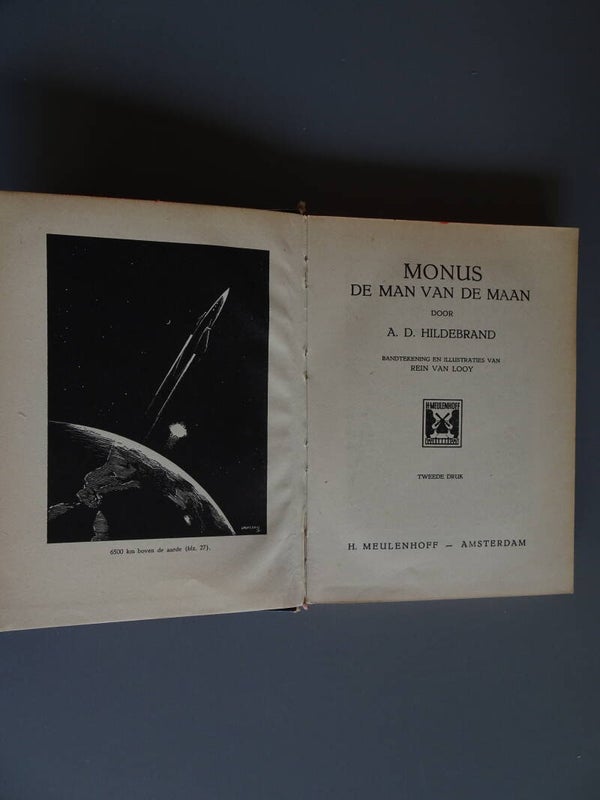 6500 km boven de aarde (blz. 27).
MONUS
DE MAN VAN DE MAAN
DOOR
A. D. HILDEBRAND
BANDTEKENING EN ILLUSTRATIES VAN
REIN VAN LOOY
H. MEULENHOFF
TWEEDE DRUK
H. MEULENHOFF — AMSTERDAM